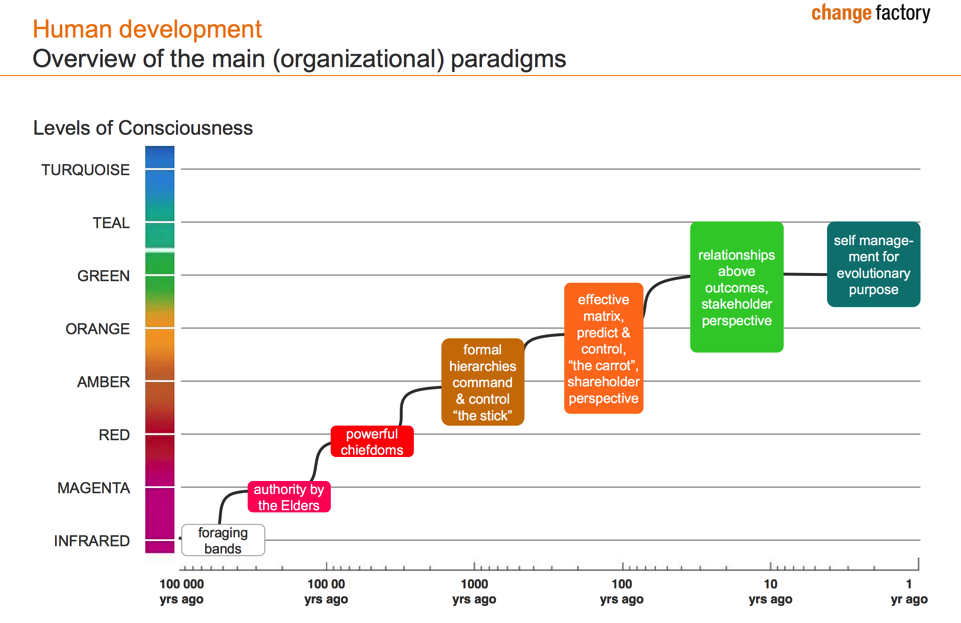 change factory
Human development
Overview of the main (organizational) paradigms
Levels of Consciousness
TURQUOISE
TEAL
GREEN
ORANGE
AMBER
RED
MAGENTA
INFRARED
foraging
bands
authority by
the Elders
powerful
chiefdoms
formal
hierarchies
command
& control
“the stick”
effective
matrix,
predict &
control,
“the carrot”,
shareholder
perspective
relationships
above
outcomes,
stakeholder
perspective
self manage-
ment for
evolutionary
purpose
100 000
yrs ago
100 00
yrs ago
1000
yrs ago
100
yrs ago
10
yrs ago
1
yr ago